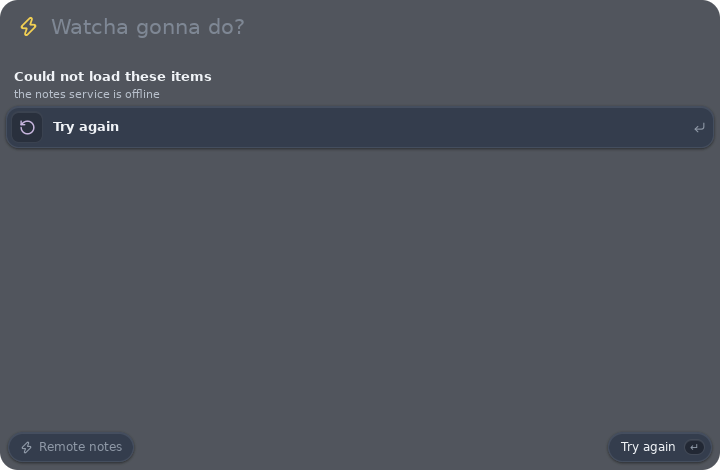 Watcha gonna do?
Could not load these items
the notes service is offline
Try again
Remote notes
Try again